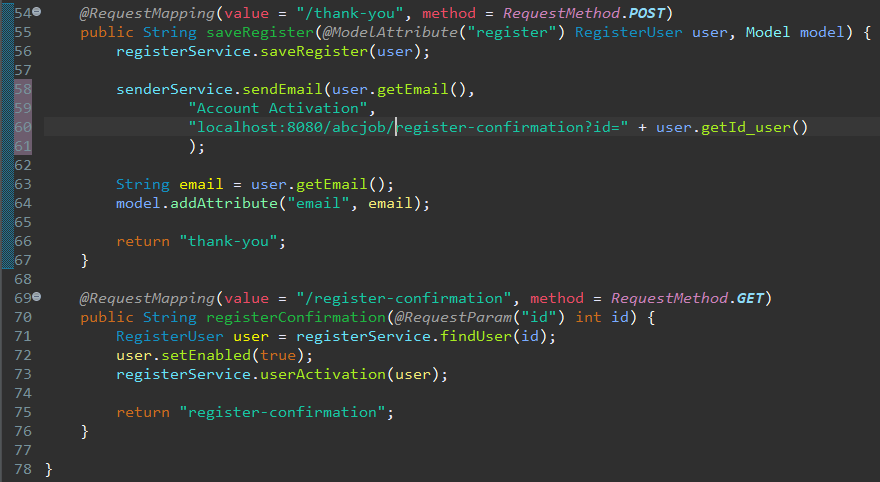 54 @RequestMapping(value = "/thank-you", method = RequestMethod.POST)
55 public String saveRegister(@ModelAttribute("register") RegisterUser user, Model model) {
56 registerService.saveRegister(user);
57
58 senderService.sendEmail(user.getEmail(),
59 "Account Activation",
60 "localhost:8080/abcjob/register-confirmation?id=" + user.getId_user()
61 );
62
63 String email = user.getEmail();
64 model.addAttribute("email", email);
65
66 return "thank-you";
67 }
68
69 @RequestMapping(value = "/register-confirmation", method = RequestMethod.GET)
70 public String registerConfirmation(@RequestParam("id") int id) {
71 RegisterUser user = registerService.findUser(id);
72 user.setEnabled(true);
73 registerService.userActivation(user);
74
75 return "register-confirmation";
76 }
77
78 }